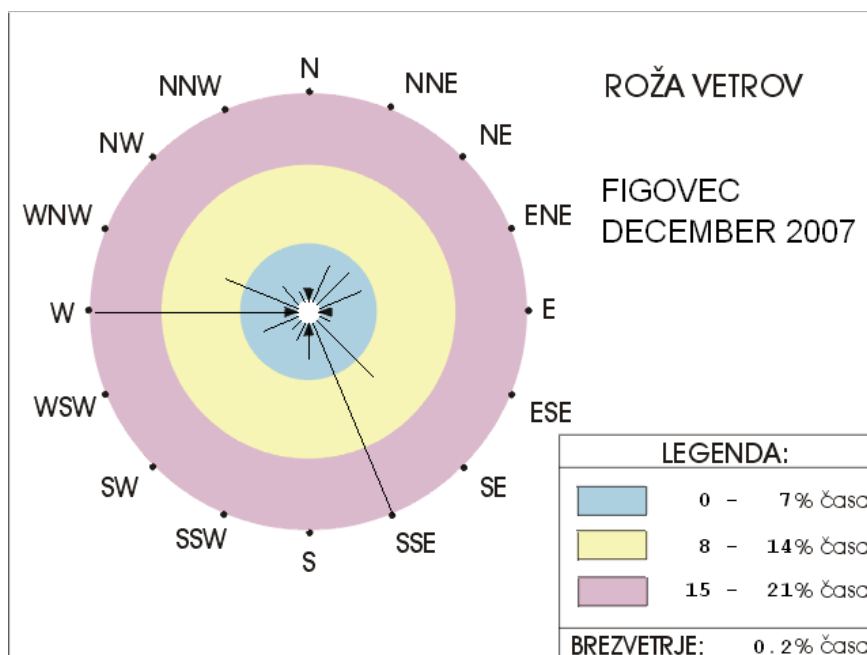 ROŽA VETROV
FIGOVEC
DECEMBER 2007
N
NNE
NE
ENE
E
ESE
SE
SSE
S
SSW
SW
WSW
W
WNW
NW
NNW
LEGENDA:
0 - 7% časa
8 - 14% časa
15 - 21% časa
BREZVETRJE: 0.2% časa